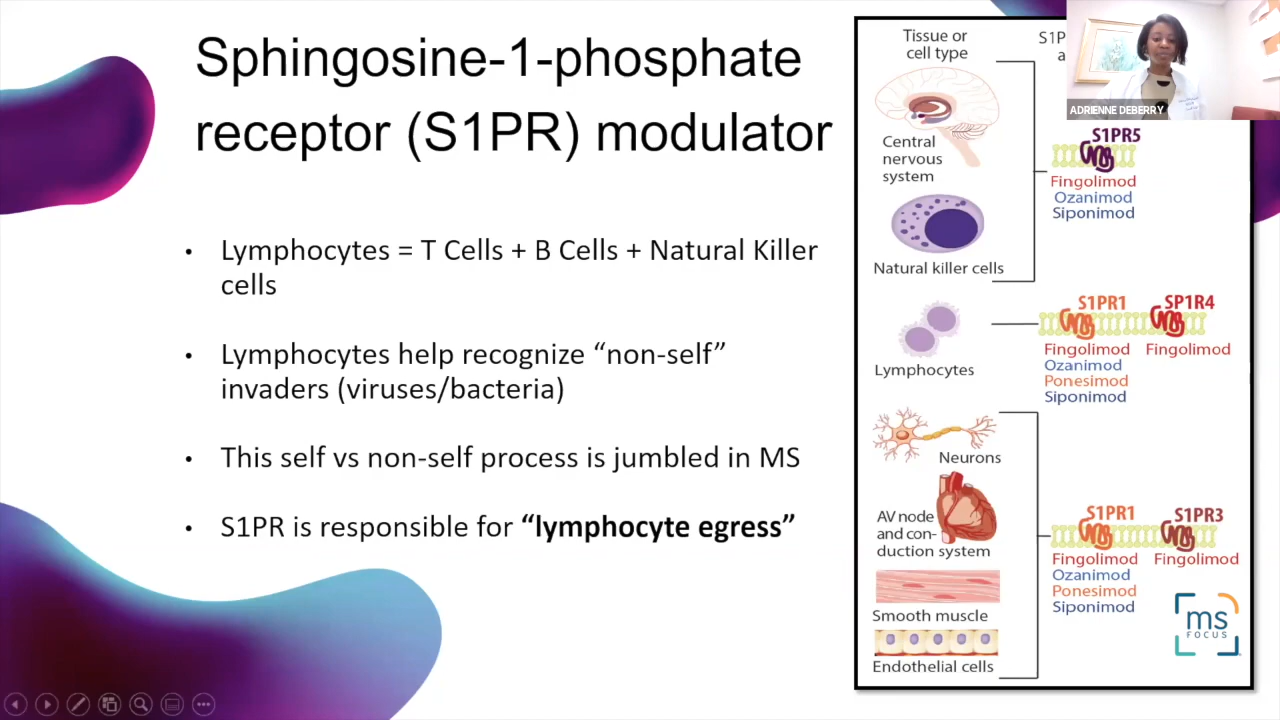 Sphingosine-1-phosphate
receptor (S1PR) modulator
• Lymphocytes = T Cells + B Cells + Natural Killer
cells
• Lymphocytes help recognize “non-self”
invaders (viruses/bacteria)
• This self vs non-self process is jumbled in MS
• S1PR is responsible for “lymphocyte egress”
Tissue or
cell type
S1P
a
ADRIENNE DEBERRY
Central
nervous
system
Natural killer cells
S1PR5
Fingolimod
Ozanimod
Siponimod
Lymphocytes
S1PR1
Fingolimod
Ozanimod
Ponesimod
Siponimod
SP1R4
Fingolimod
Neurons
AV node
and con-
duction system
Smooth muscle
Endothelial cells
S1PR1
Fingolimod
Ozanimod
Ponesimod
Siponimod
S1PR3
Fingolimod
ms
FOCUS